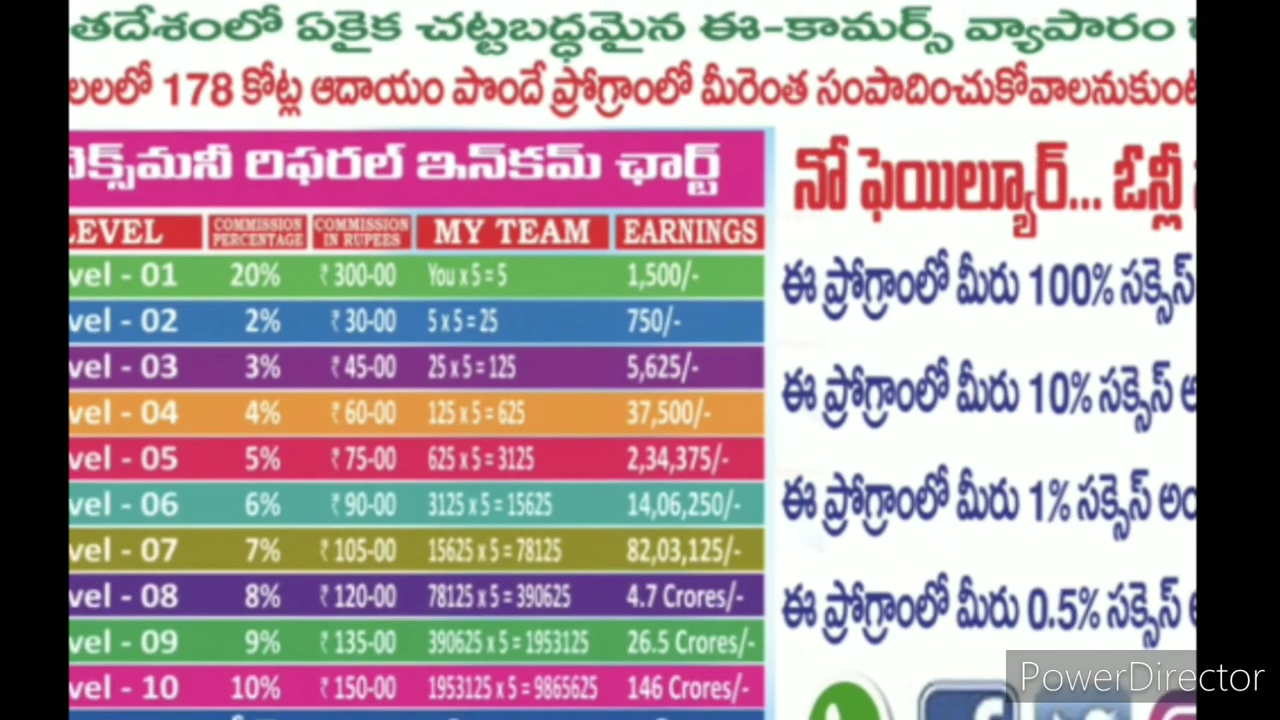 తదేశంలో ఏకైక చట్టబద్ధమైన ఈ-కామర్స్ వ్యాపారం
లలలో 178 కోట్ల ఆదాయం పొందే ప్రోగ్రాంలో మీరెంత సంపాదించుకోవాలనుకుంట
వెక్స్‌మనీ రిఫరల్ ఇన్‌కమ్ ఛార్ట్
LEVEL COMMISSION PERCENTAGE COMMISSION IN RUPEES MY TEAM EARNINGS
vel - 01 20% ₹ 300-00 You x 5 = 5 1,500/-
vel - 02 2% ₹ 30-00 5 x 5 = 25 750/-
vel - 03 3% ₹ 45-00 25 x 5 = 125 5,625/-
vel - 04 4% ₹ 60-00 125 x 5 = 625 37,500/-
vel - 05 5% ₹ 75-00 625 x 5 = 3125 2,34,375/-
vel - 06 6% ₹ 90-00 3125 x 5 = 15625 14,06,250/-
vel - 07 7% ₹ 105-00 15625 x 5 = 78125 82,03,125/-
vel - 08 8% ₹ 120-00 78125 x 5 = 390625 4.7 Crores/-
vel - 09 9% ₹ 135-00 390625 x 5 = 1953125 26.5 Crores/-
vel - 10 10% ₹ 150-00 1953125 x 5 = 9865625 146 Crores/-
నో ఫెయిల్యూర్... ఓన్లీ
ఈ ప్రోగ్రాంలో మీరు 100% సక్సెస్
ఈ ప్రోగ్రాంలో మీరు 10% సక్సెస్ అ
ఈ ప్రోగ్రాంలో మీరు 1% సక్సెస్ అం
ఈ ప్రోగ్రాంలో మీరు 0.5% సక్సెస్
PowerDirector